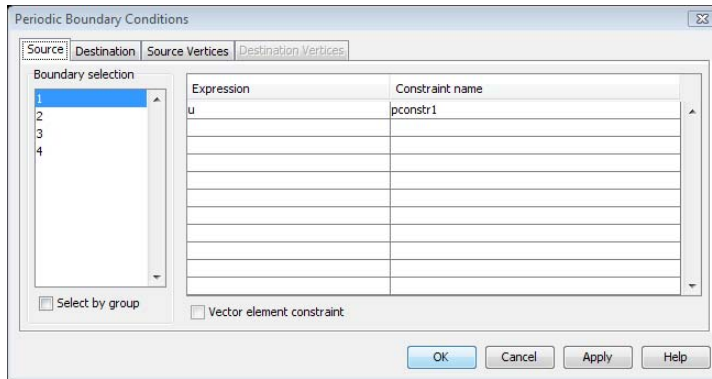 Periodic Boundary Conditions
Source Destination Source Vertices Destination Vertices
Boundary selection
Expression Constraint name
1
u pconstr1
2
3
4
Select by group
Vector element constraint
OK Cancel Apply Help